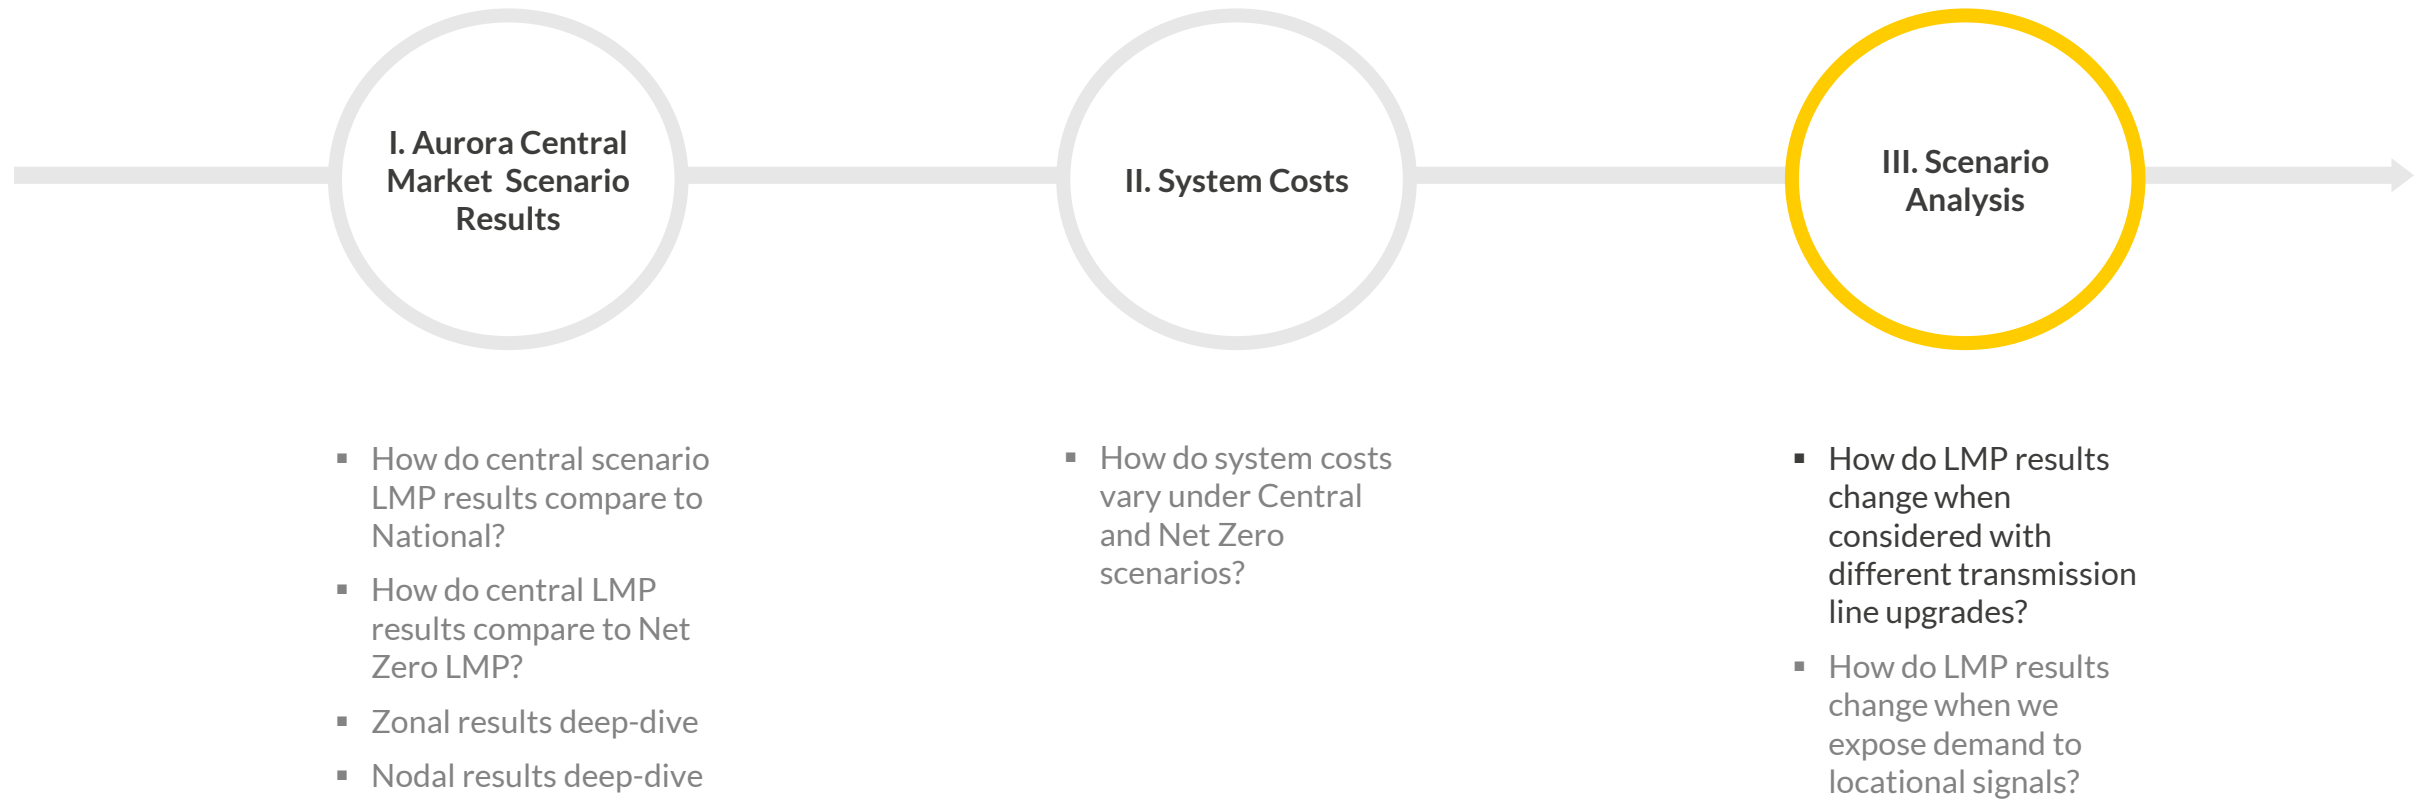 I. Aurora Central
Market Scenario
Results
II. System Costs
III. Scenario
Analysis
▪ How do central scenario
LMP results compare to
National?
▪ How do central LMP
results compare to Net
Zero LMP?
▪ Zonal results deep-dive
▪ Nodal results deep-dive
▪ How do system costs
vary under Central
and Net Zero
scenarios?
▪ How do LMP results
change when
considered with
different transmission
line upgrades?
▪ How do LMP results
change when we
expose demand to
locational signals?